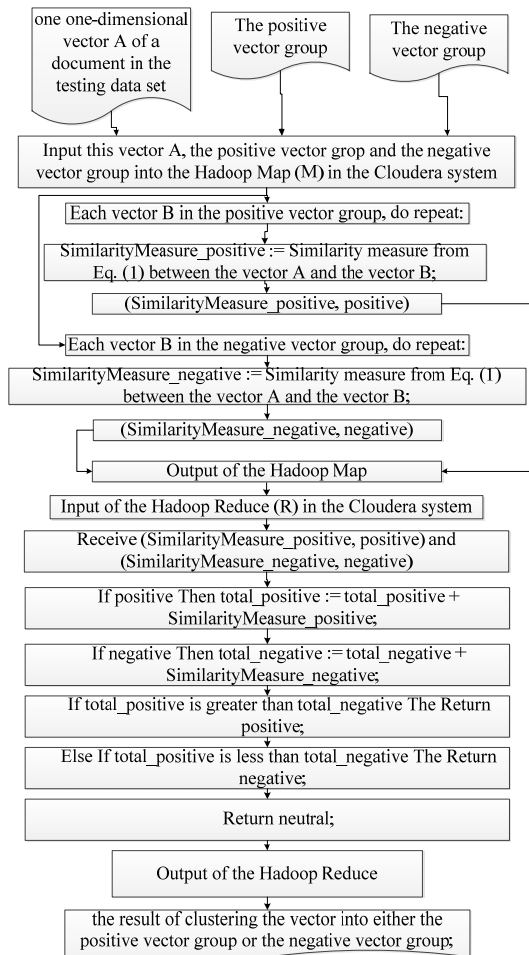 one one-dimensional
vector A of a
document in the
testing data set
The positive
vector group
The negative
vector group
Input this vector A, the positive vector grop and the negative
vector group into the Hadoop Map (M) in the Cloudera system
Each vector B in the positive vector group, do repeat:
SimilarityMeasure_positive := Similarity measure from
Eq. (1) between the vector A and the vector B;
(SimilarityMeasure_positive, positive)
Each vector B in the negative vector group, do repeat:
SimilarityMeasure_negative := Similarity measure from Eq. (1)
between the vector A and the vector B;
(SimilarityMeasure_negative, negative)
Output of the Hadoop Map
Input of the Hadoop Reduce (R) in the Cloudera system
Receive (SimilarityMeasure_positive, positive) and
(SimilarityMeasure_negative, negative)
If positive Then total_positive := total_positive +
SimilarityMeasure_positive;
If negative Then total_negative := total_negative +
SimilarityMeasure_negative;
If total_positive is greater than total_negative The Return
positive;
Else If total_positive is less than total_negative The Return
negative;
Return neutral;
Output of the Hadoop Reduce
the result of clustering the vector into either the
positive vector group or the negative vector group;